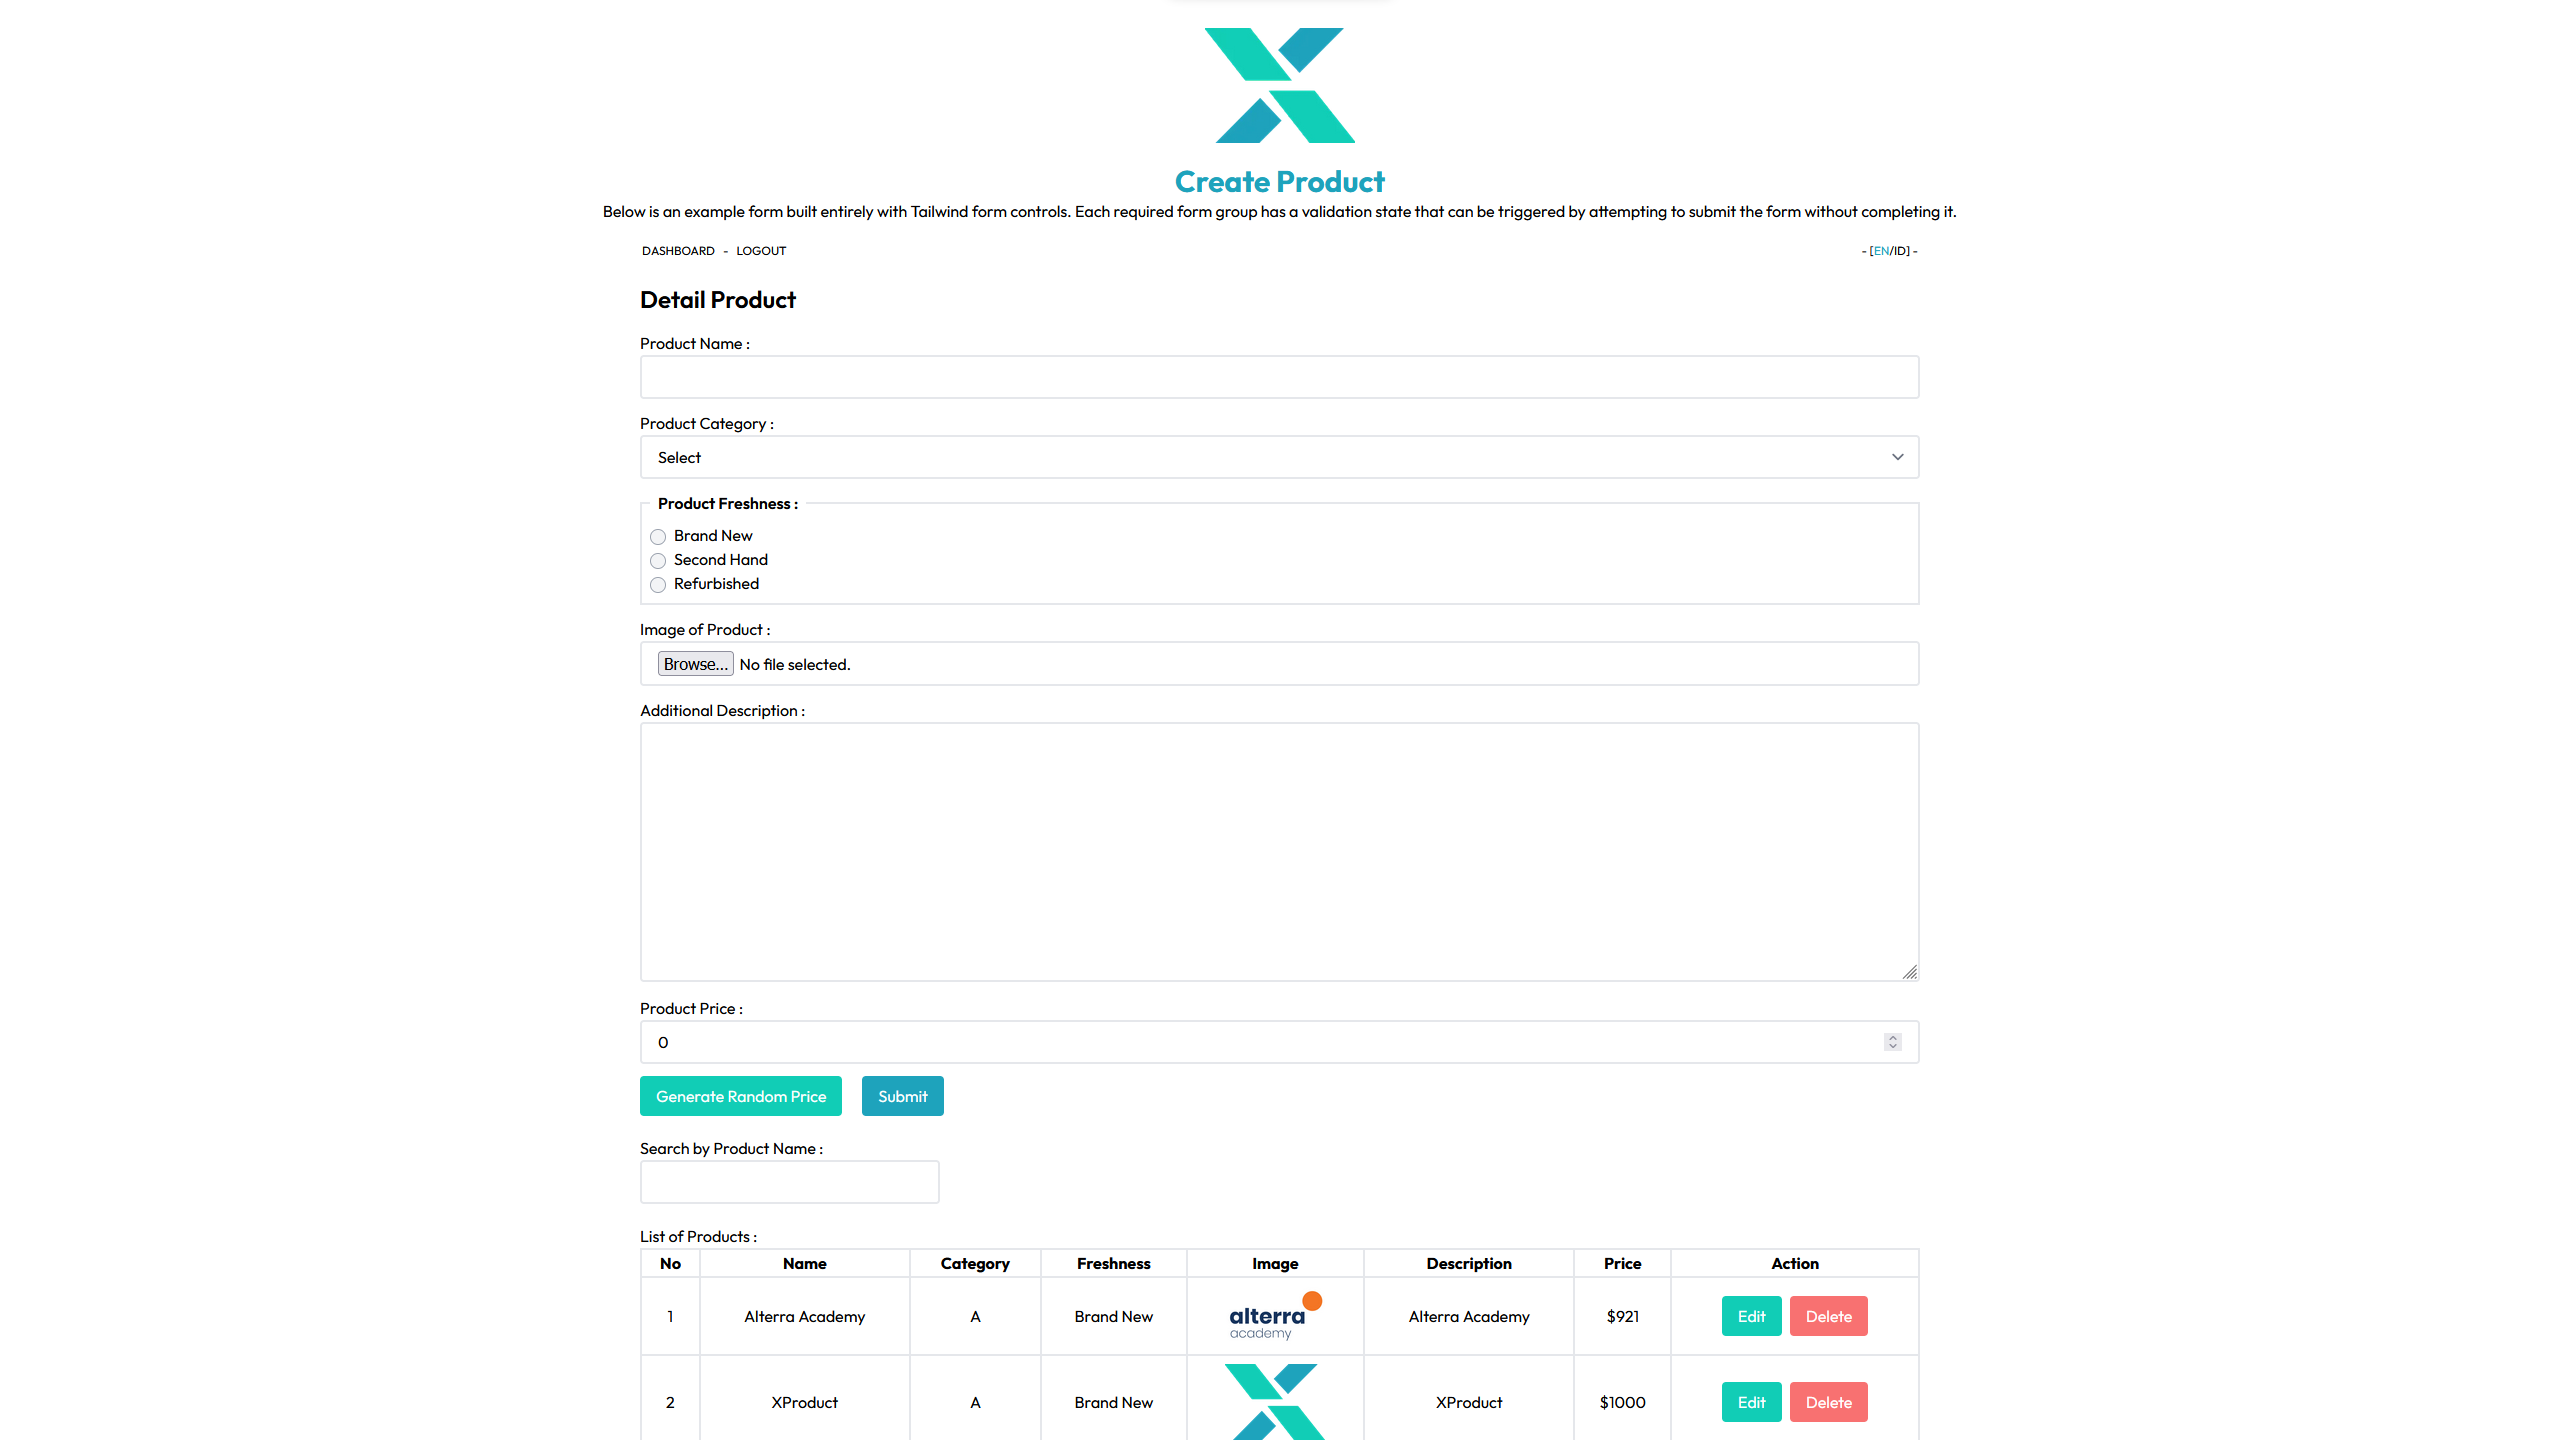 Create Product
Below is an example form built entirely with Tailwind form controls. Each required form group has a validation state that can be triggered by attempting to submit the form without completing it.
DASHBOARD - LOGOUT - [EN/ID] -
Detail Product
Product Name :
Product Category :
Select
Product Freshness :
Brand New
Second Hand
Refurbished
Image of Product :
Browse... No file selected.
Additional Description :
Product Price :
0
Generate Random Price Submit
Search by Product Name :
List of Products :
No Name Category Freshness Image Description Price Action
1 Alterra Academy A Brand New alterra academy Alterra Academy $921 Edit Delete
2 XProduct A Brand New XProduct $1000 Edit Delete